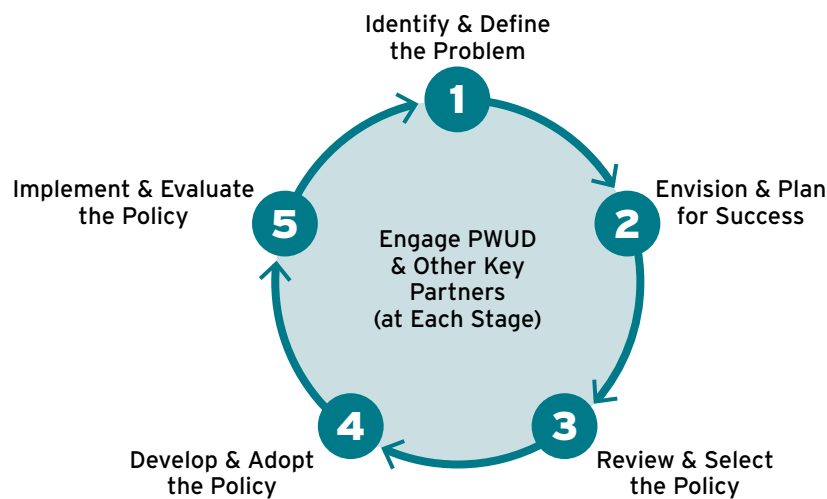 Identify & Define
the Problem
1
Envision & Plan
for Success
2
Review & Select
the Policy
3
Develop & Adopt
the Policy
4
Implement & Evaluate
the Policy
5
Engage PWUD
& Other Key
Partners
(at Each Stage)